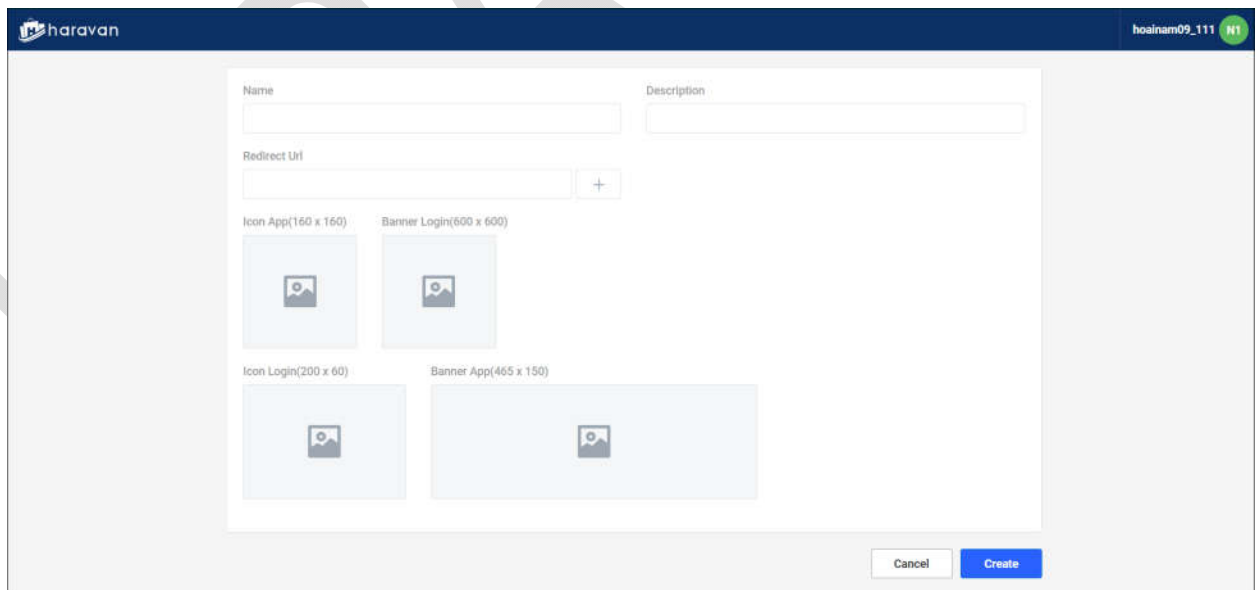 haravan
hoainam09_111 N1
Name Description
Redirect Url
+
Icon App(160 x 160) Banner Login(600 x 600)
Icon Login(200 x 60) Banner App(465 x 150)
Cancel Create